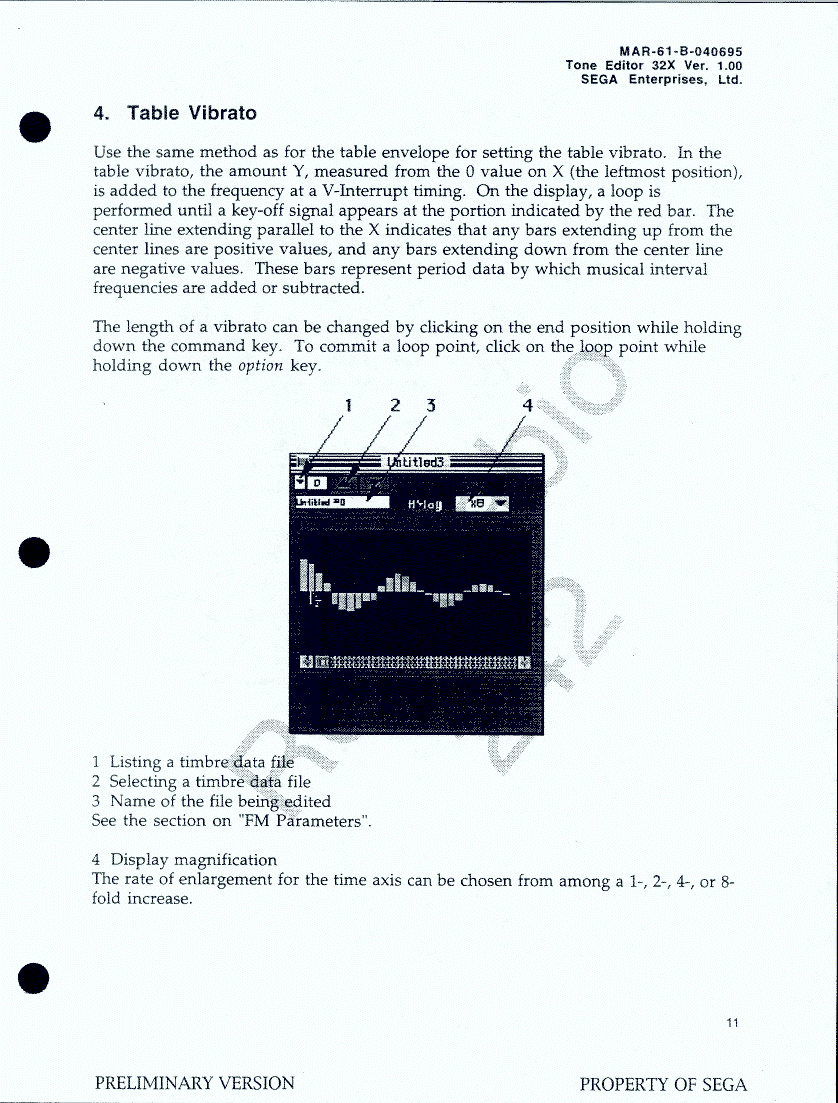 MAR-61-B-040695
Tone Editor 32X Ver. 1.00
SEGA Enterprises, Ltd.
4. Table Vibrato
Use the same method as for the table envelope for setting the table vibrato. In the
table vibrato, the amount Y, measured from the 0 value on X (the leftmost position),
is added to the frequency at a V-Interrupt timing. On the display, a loop is
performed until a key-off signal appears at the portion indicated by the red bar. The
center line extending parallel to the X indicates that any bars extending up from the
center lines are positive values, and any bars extending down from the center line
are negative values. These bars represent period data by which musical interval
frequencies are added or subtracted.
The length of a vibrato can be changed by clicking on the end position while holding
down the command key. To commit a loop point, click on the loop point while
holding down the option key.
1 2 3 4
Untitled3
0
Untitled =0 x8
1 Listing a timbre data file
2 Selecting a timbre data file
3 Name of the file being edited
See the section on "FM Parameters".
4 Display magnification
The rate of enlargement for the time axis can be chosen from among a 1-, 2-, 4-, or 8-
fold increase.
11
PRELIMINARY VERSION PROPERTY OF SEGA